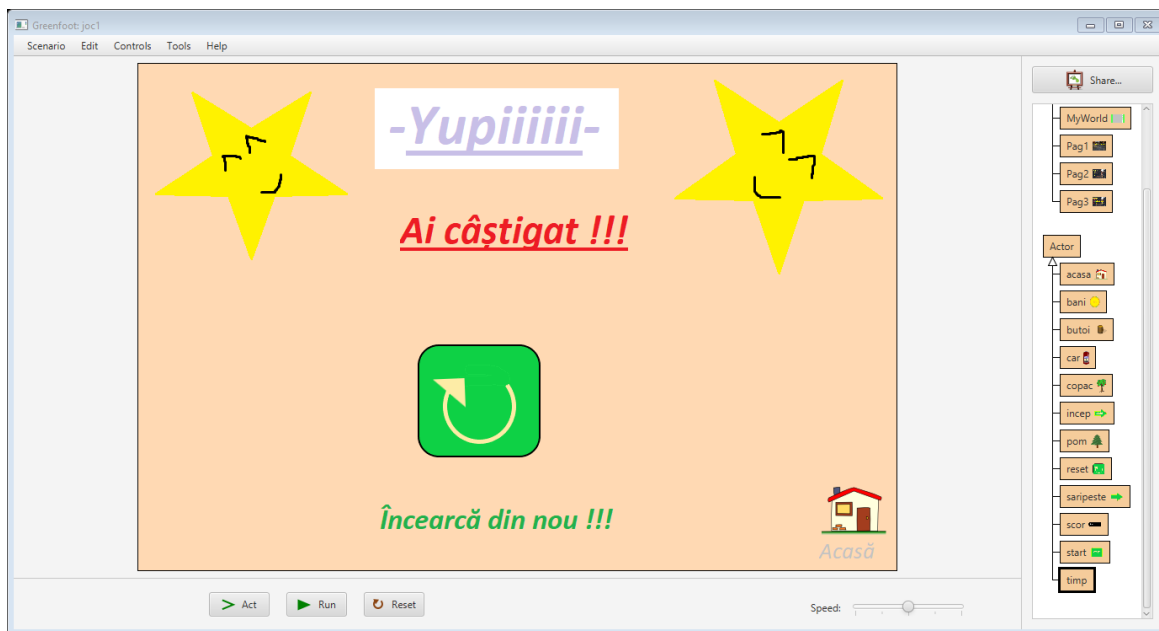 Greenfoot: joc1
Scenario Edit Controls Tools Help
-Yupiiiiii-
Ai câștigat !!!
Încearcă din nou !!!
Acasă
Share...
MyWorld
Pag1
Pag2
Pag3
Actor
acasa
bani
butoi
car
copac
incep
pom
reset
saripeste
scor
start
timp
Act Run Reset Speed: